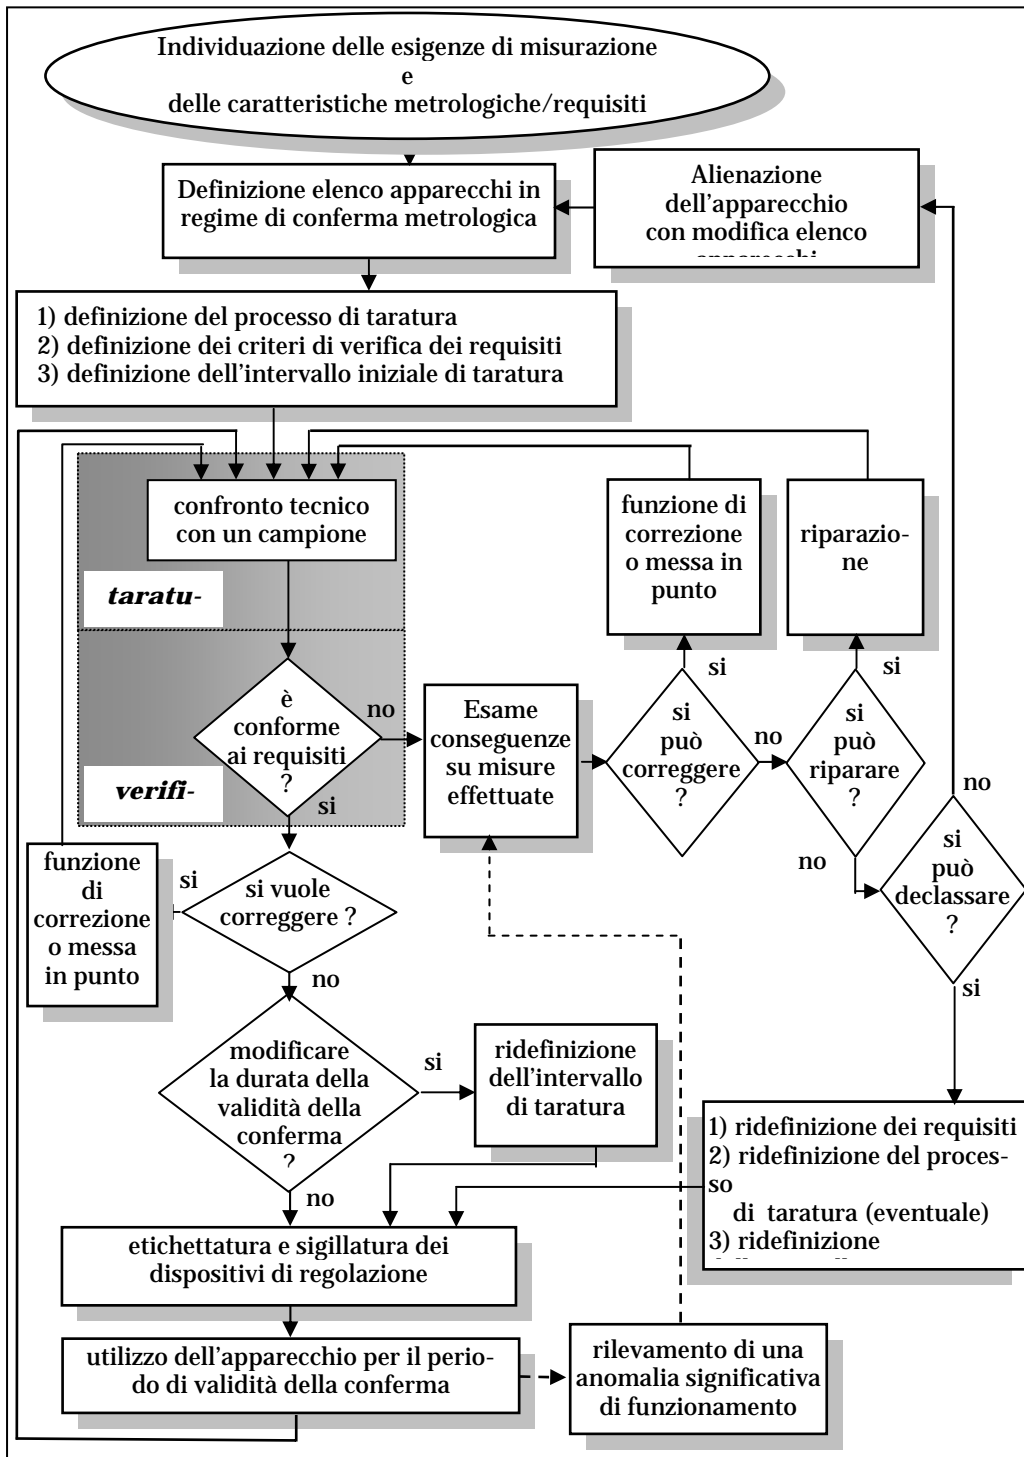 Individuazione delle esigenze di misurazione
e
delle caratteristiche metrologiche/requisiti
Definizione elenco apparecchi in
regime di conferma metrologica
Alienazione
dell'apparecchio
con modifica elenco
1) definizione del processo di taratura
2) definizione dei criteri di verifica dei requisiti
3) definizione dell'intervallo iniziale di taratura
confronto tecnico
con un campione
taratu-
funzione di
correzione
o messa in
punto
riparazio-
ne
si
si
è
conforme
ai requisiti
?
no
verifi-
si
Esame
conseguenze
su misure
effettuate
si
può
correggere
?
no
si
può
riparare
?
no
no
si
può
declassare
?
si
funzione
di
correzione
o messa
in punto
si
si vuole
correggere ?
no
modificare
la durata della
validità della
conferma
?
si
ridefinizione
dell'intervallo
di taratura
no
1) ridefinizione dei requisiti
2) ridefinizione del proces-
so
di taratura (eventuale)
3) ridefinizione
etichettatura e sigillatura dei
dispositivi di regolazione
utilizzo dell'apparecchio per il perio-
do di validità della conferma
rilevamento di una
anomalia significativa
di funzionamento